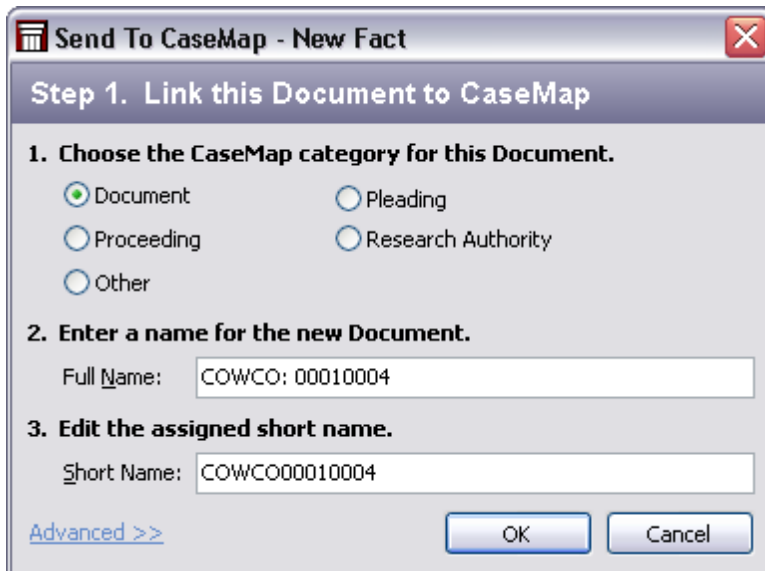 Send To CaseMap - New Fact
Step 1. Link this Document to CaseMap
1. Choose the CaseMap category for this Document.
Document Pleading
Proceeding Research Authority
Other
2. Enter a name for the new Document.
Full Name: COWCO: 00010004
3. Edit the assigned short name.
Short Name: COWCO00010004
Advanced >> OK Cancel